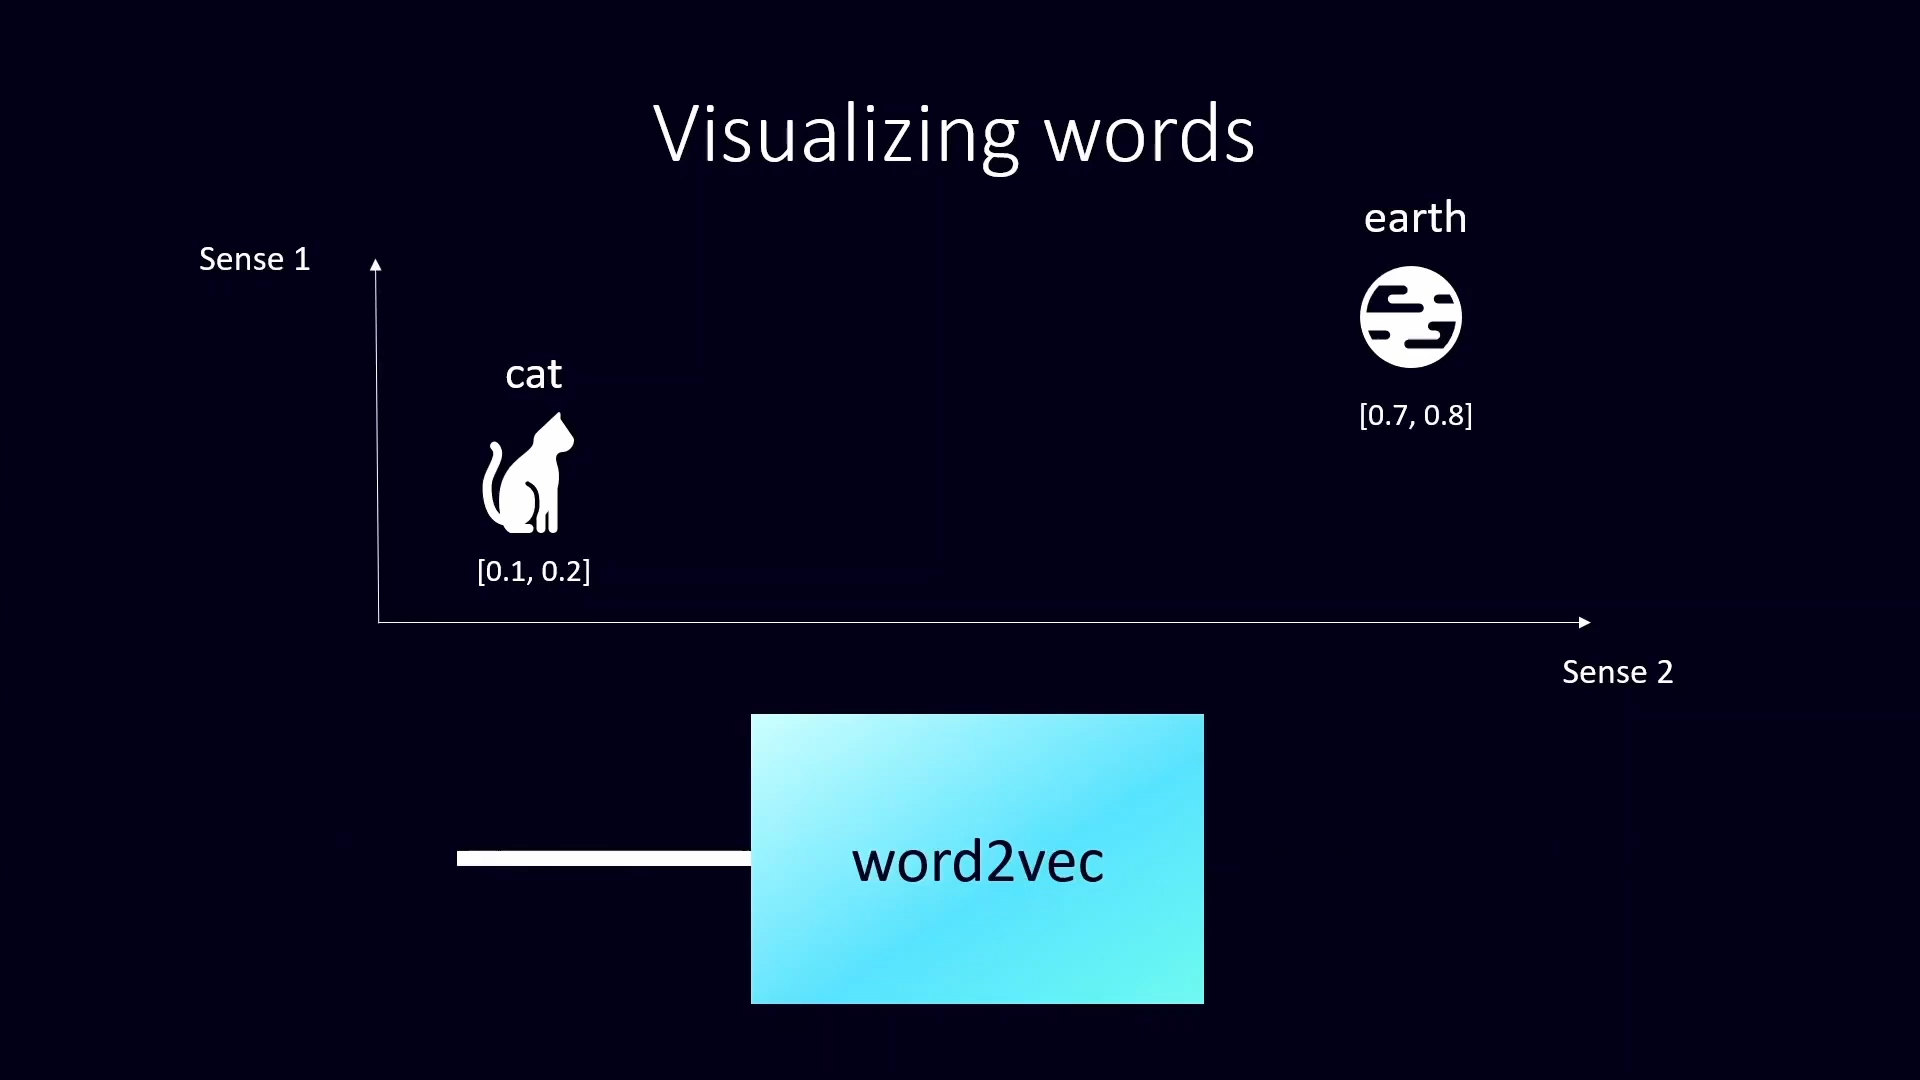 Visualizing words
earth
Sense 1
cat
[0.7, 0.8]
[0.1, 0.2]
Sense 2
word2vec